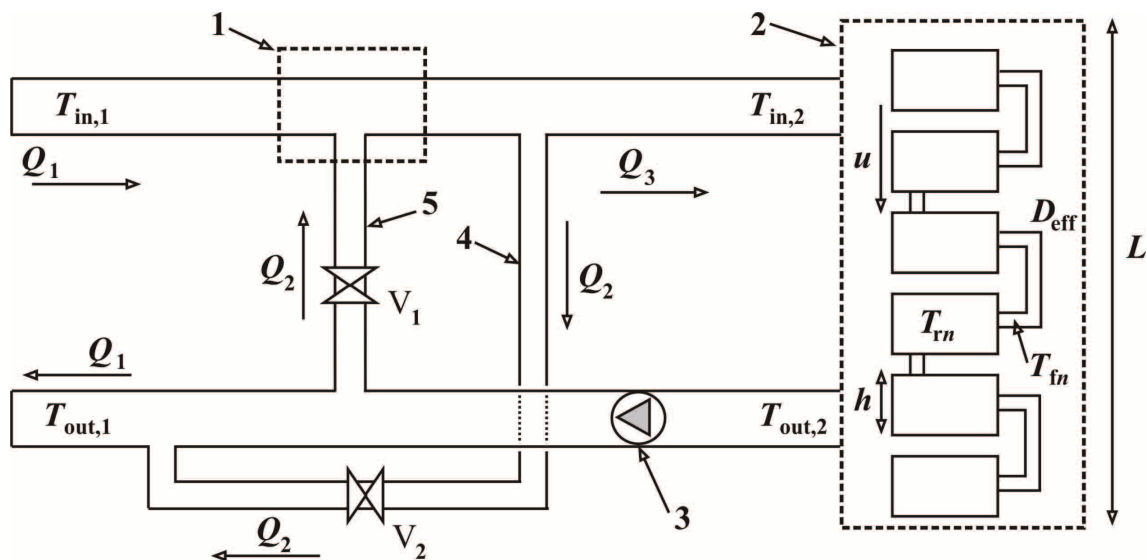 1
2
T_in,1
T_in,2
Q_1
Q_3
u
5
4
D_eff
L
Q_2
V_1
Q_2
T_rn
Q_1
T_fn
h
T_out,1
T_out,2
3
Q_2
V_2